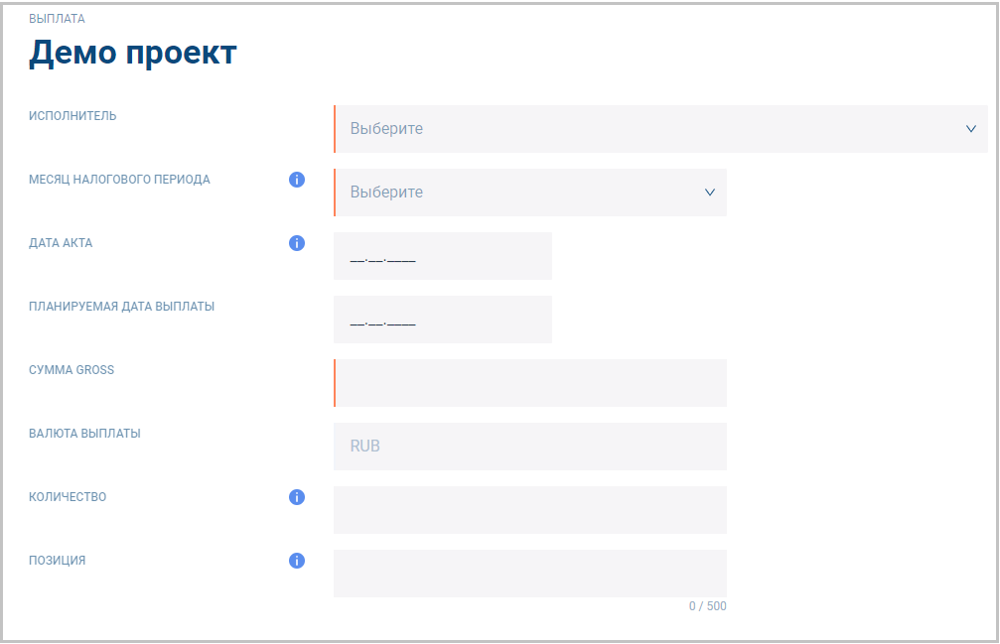 ВЫПЛАТА
Демо проект
ИСПОЛНИТЕЛЬ
Выберите
МЕСЯЦ НАЛОГОВОГО ПЕРИОДА
Выберите
ДАТА АКТА
__.__.____
ПЛАНИРУЕМАЯ ДАТА ВЫПЛАТЫ
__.__.____
СУММА GROSS
ВАЛЮТА ВЫПЛАТЫ
RUB
КОЛИЧЕСТВО
ПОЗИЦИЯ
0 / 500